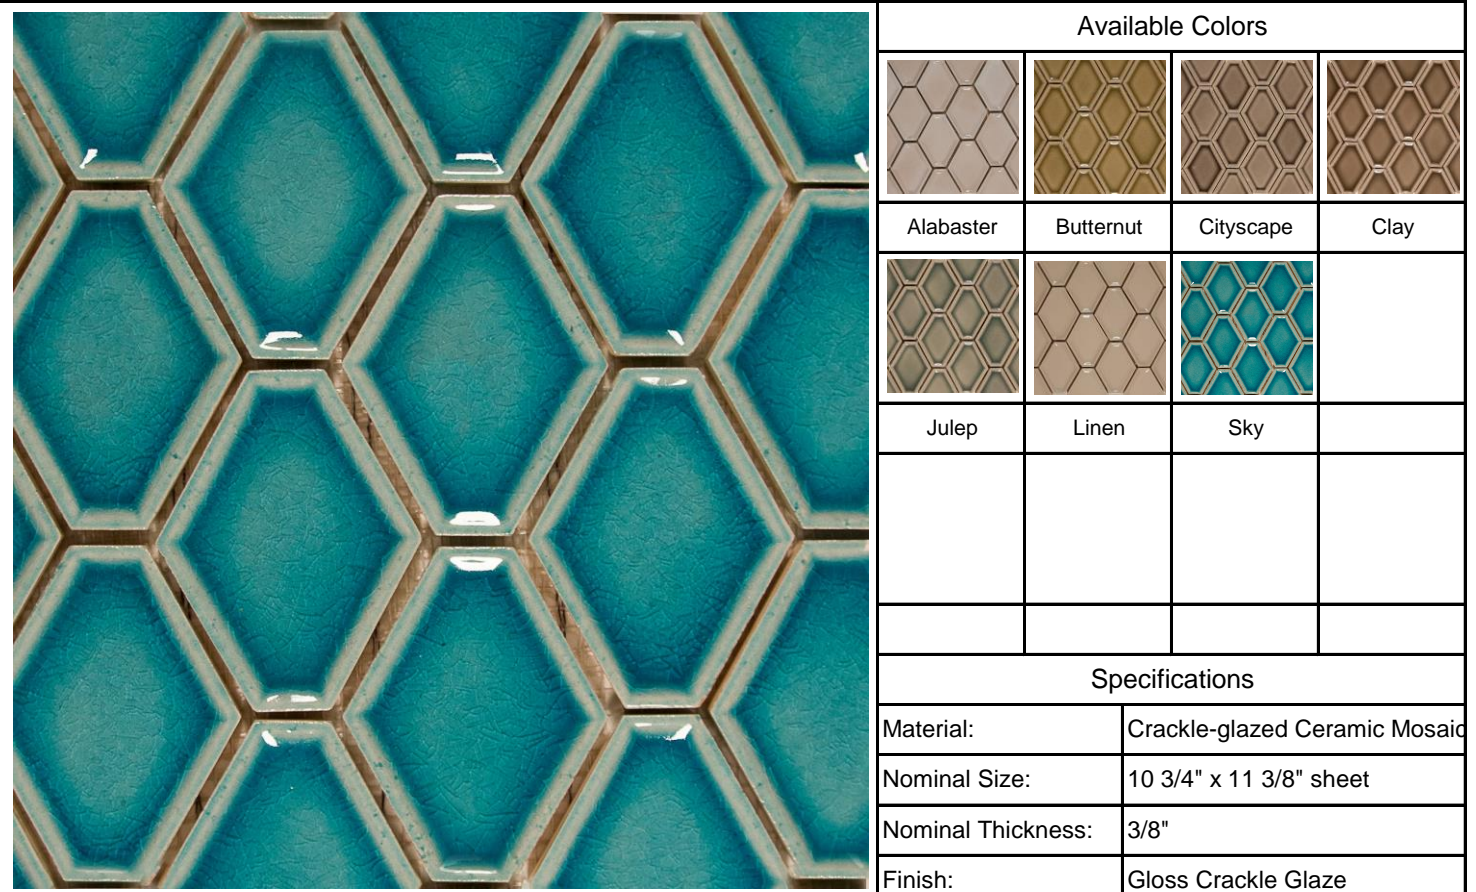 Available Colors
Alabaster Butternut Cityscape Clay
Julep Linen Sky
Specifications
Material: Crackle-glazed Ceramic Mosaic
Nominal Size: 10 3/4" x 11 3/8" sheet
Nominal Thickness: 3/8"
Finish: Gloss Crackle Glaze